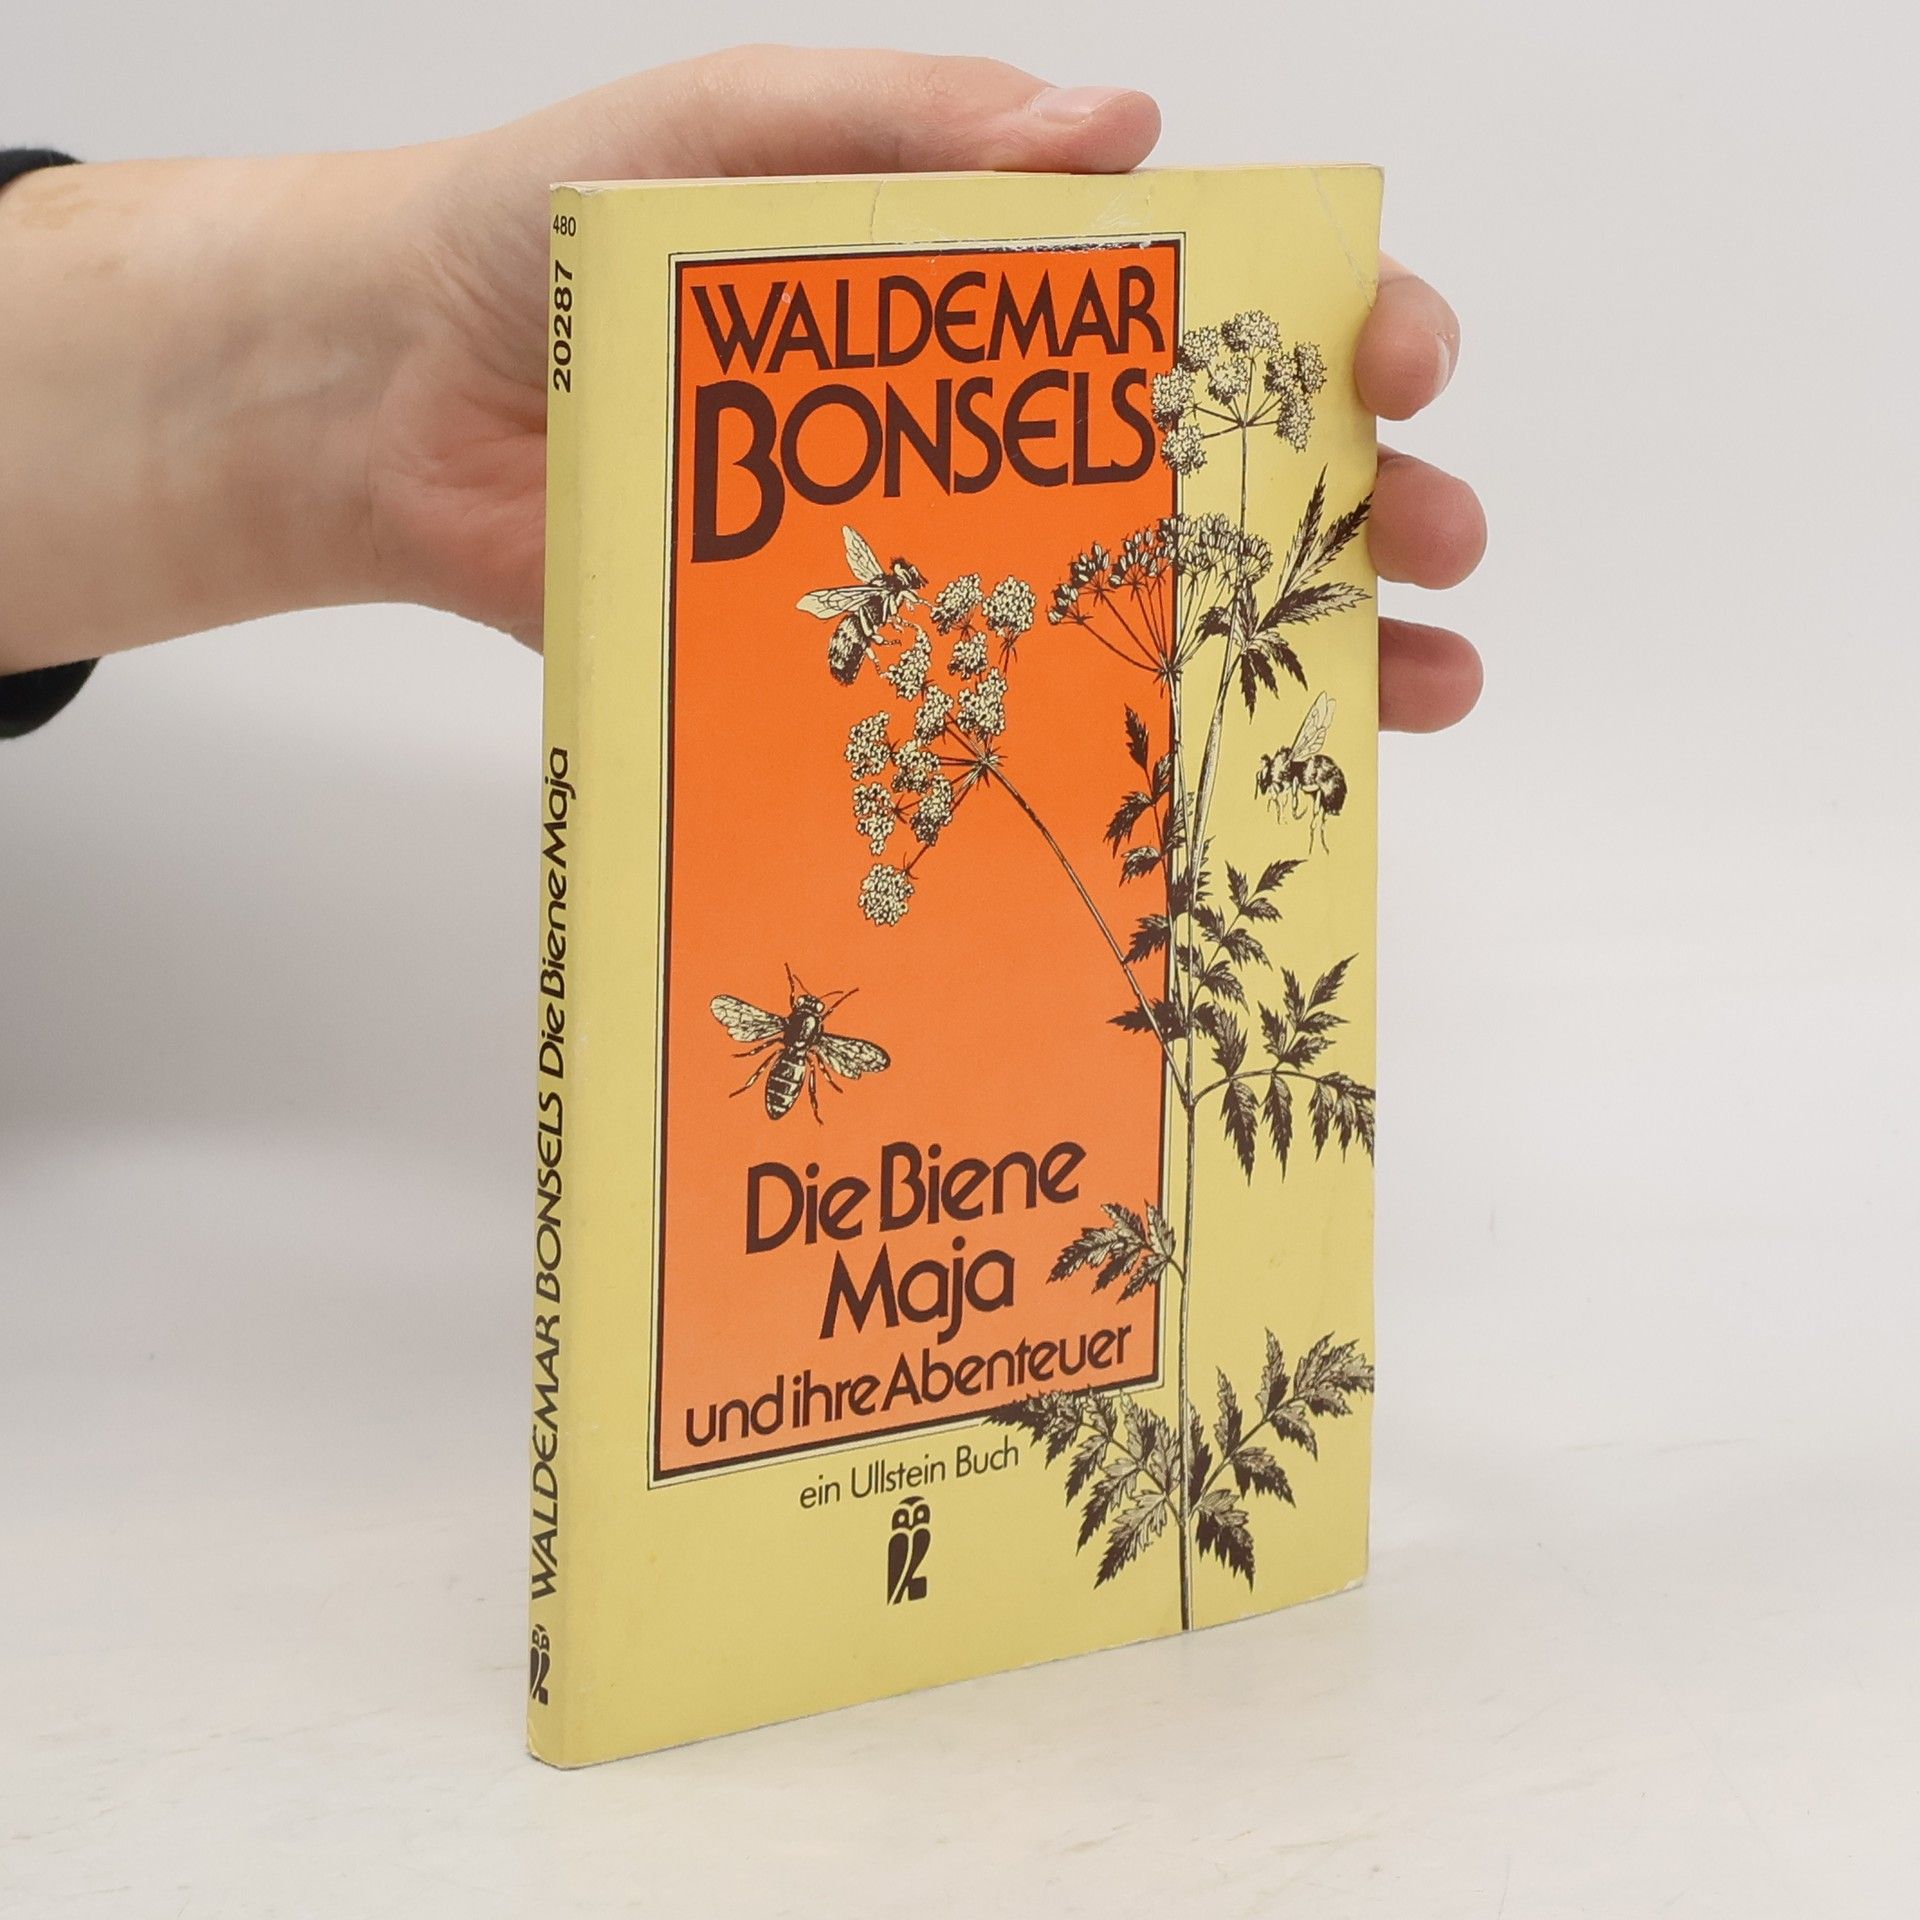 WALDEMAR
BONSELS
Die Biene
Maja
und ihre Abenteuer
ein Ullstein Buch
480
20287
WALDEMAR BONSELS Die Biene Maja